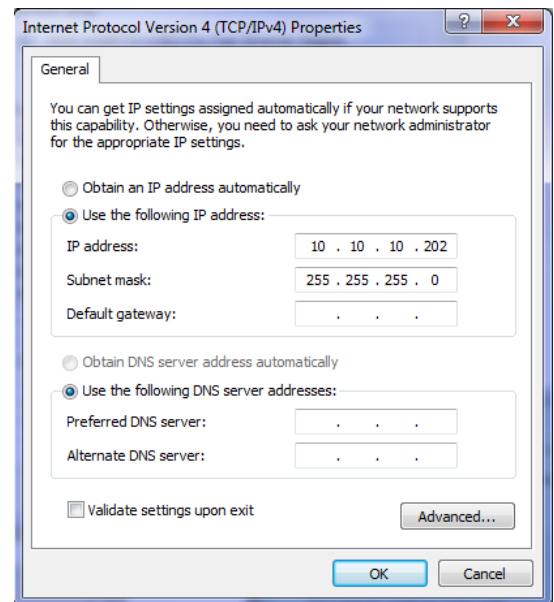 Internet Protocol Version 4 (TCP/IPv4) Properties
General
You can get IP settings assigned automatically if your network supports
this capability. Otherwise, you need to ask your network administrator
for the appropriate IP settings.
Obtain an IP address automatically
Use the following IP address:
IP address: 10 . 10 . 10 . 202
Subnet mask: 255 . 255 . 255 . 0
Default gateway: . . .
Obtain DNS server address automatically
Use the following DNS server addresses:
Preferred DNS server: . . .
Alternate DNS server: . . .
Validate settings upon exit
Advanced...
OK Cancel